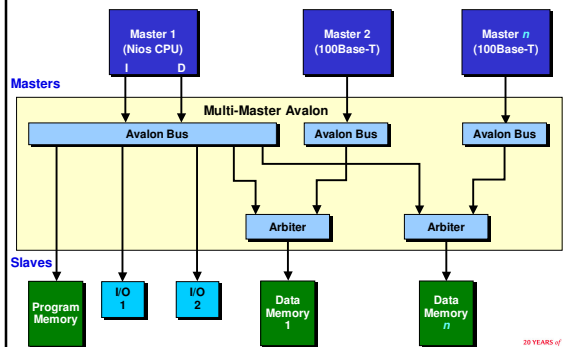 Master 1
(Nios CPU)
I D
Master 2
(100Base-T)
Master n
(100Base-T)
Masters
Multi-Master Avalon
Avalon Bus
Avalon Bus
Avalon Bus
Arbiter
Arbiter
Slaves
Program
Memory
I/O
1
I/O
2
Data
Memory
1
Data
Memory
n
20 YEARS of